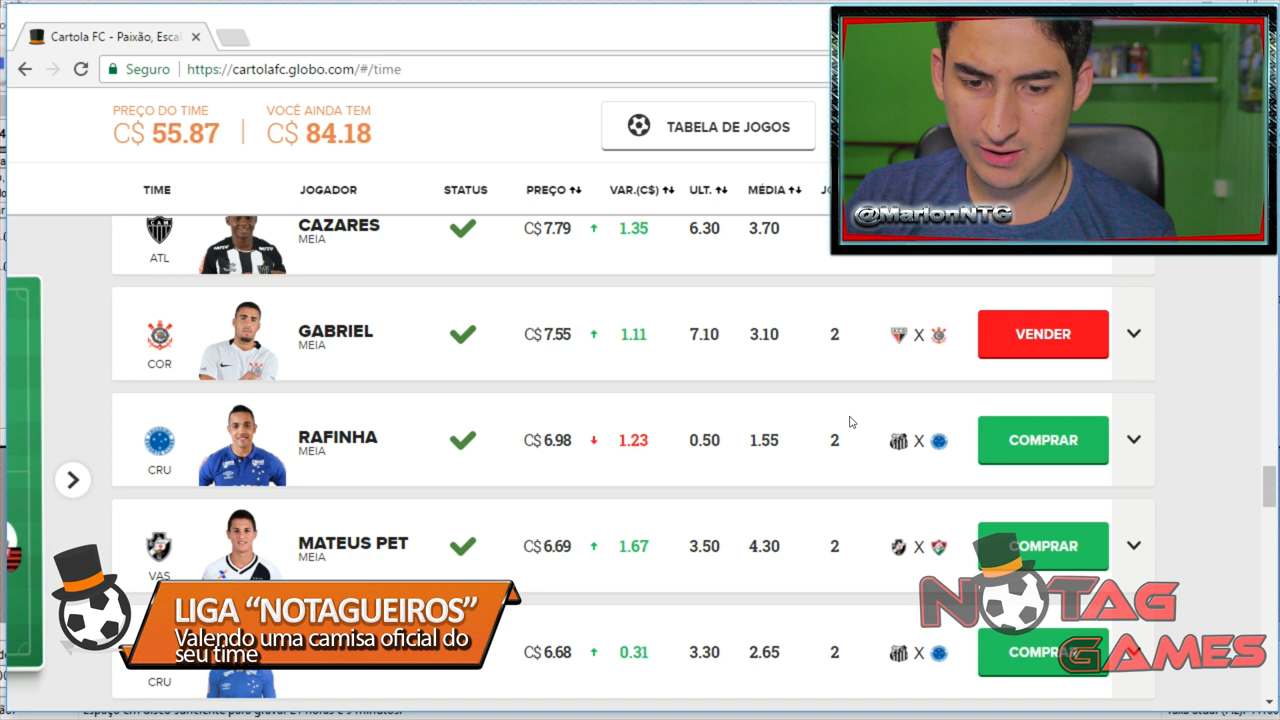 Cartola FC - Paixão, Escal
Seguro
https://cartolafc.globo.com/#/time
@MarlonNTG
PREÇO DO TIME
C$ 55.87
VOCÊ AINDA TEM
C$ 84.18
TABELA DE JOGOS
TIME JOGADOR STATUS PREÇO VAR.(C$) ULT. MÉDIA
CAZARES
MEIA
ATL
C$ 7.79 1.35 6.30 3.70
GABRIEL
MEIA
COR
C$ 7.55 1.11 7.10 3.10 2 X VENDER
RAFINHA
MEIA
CRU
C$ 6.98 1.23 0.50 1.55 2 X COMPRAR
MATEUS PET
MEIA
VAS
C$ 6.69 1.67 3.50 4.30 2 X COMPRAR
LIGA “NOTAGUEIROS”
Valendo uma camisa oficial do
seu time
CRU
C$ 6.68 0.31 3.30 2.65 2 X COMPRAR
NOTAG
GAMES